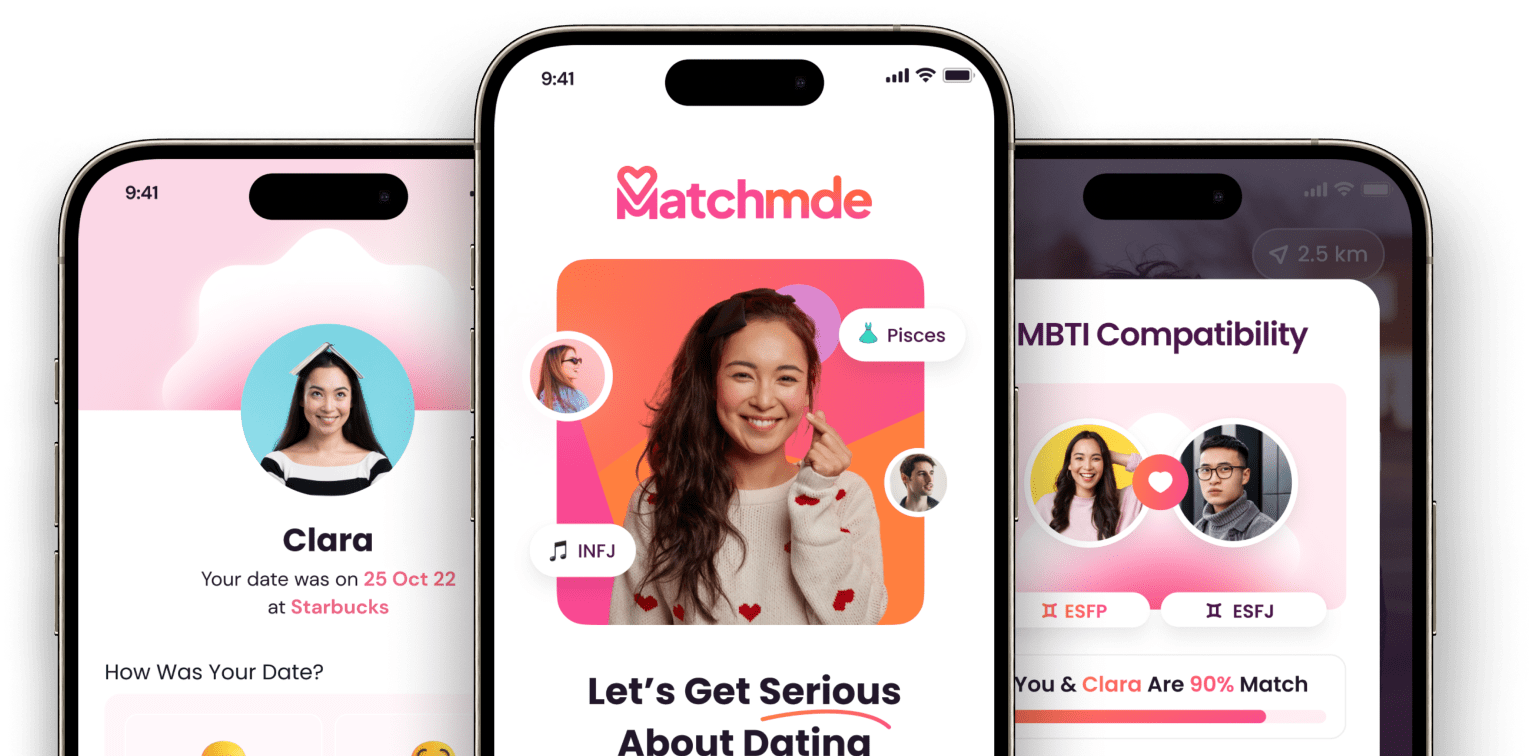 9:41
Clara
Your date was on 25 Oct 22
at Starbucks
How Was Your Date?
9:41
Matchmde
Pisces
INFJ
Let’s Get Serious
About Dating
2.5 km
MBTI Compatibility
ESFP
ESFJ
You & Clara Are 90% Match